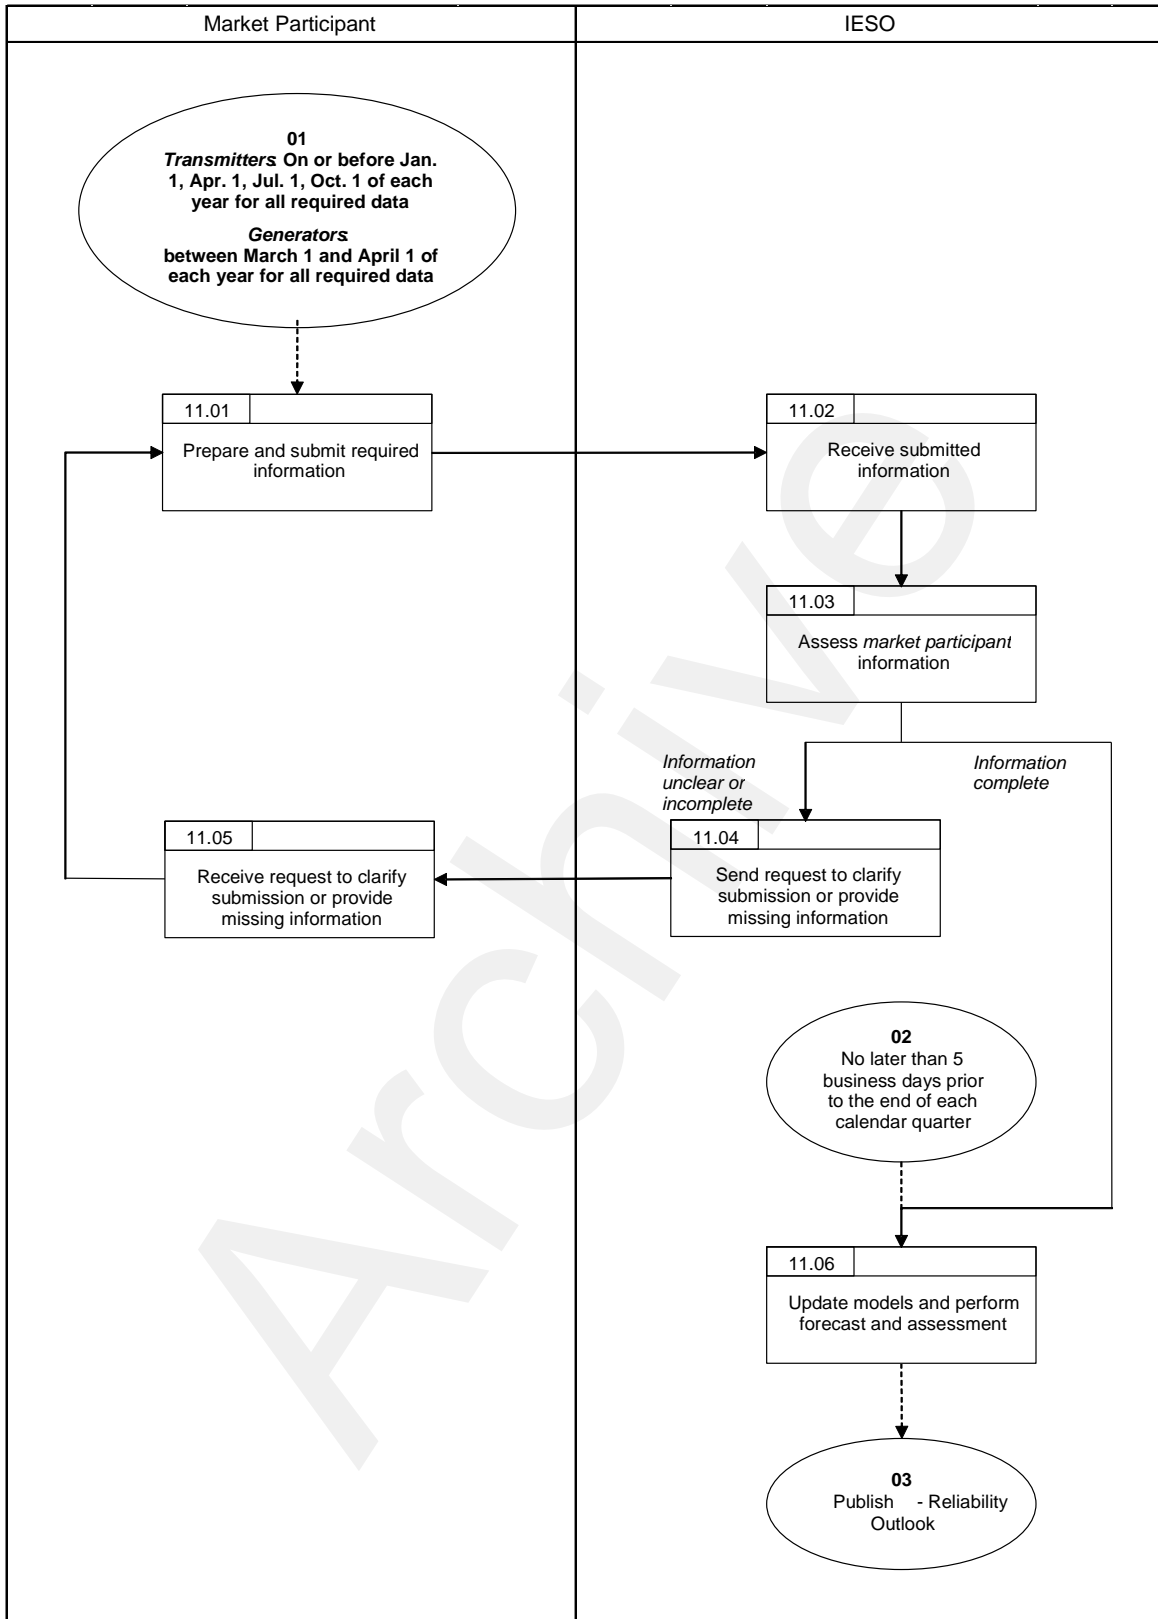 Market Participant
IESO
01
Transmitters: On or before Jan.
1, Apr. 1, Jul. 1, Oct. 1 of each
year for all required data
Generators:
between March 1 and April 1 of
each year for all required data
11.01
Prepare and submit required
information
11.02
Receive submitted
information
11.03
Assess market participant
information
Information
unclear or
incomplete
Information
complete
11.05
Receive request to clarify
submission or provide
missing information
11.04
Send request to clarify
submission or provide
missing information
02
No later than 5
business days prior
to the end of each
calendar quarter
11.06
Update models and perform
forecast and assessment
03
Publish - Reliability
Outlook
Archive